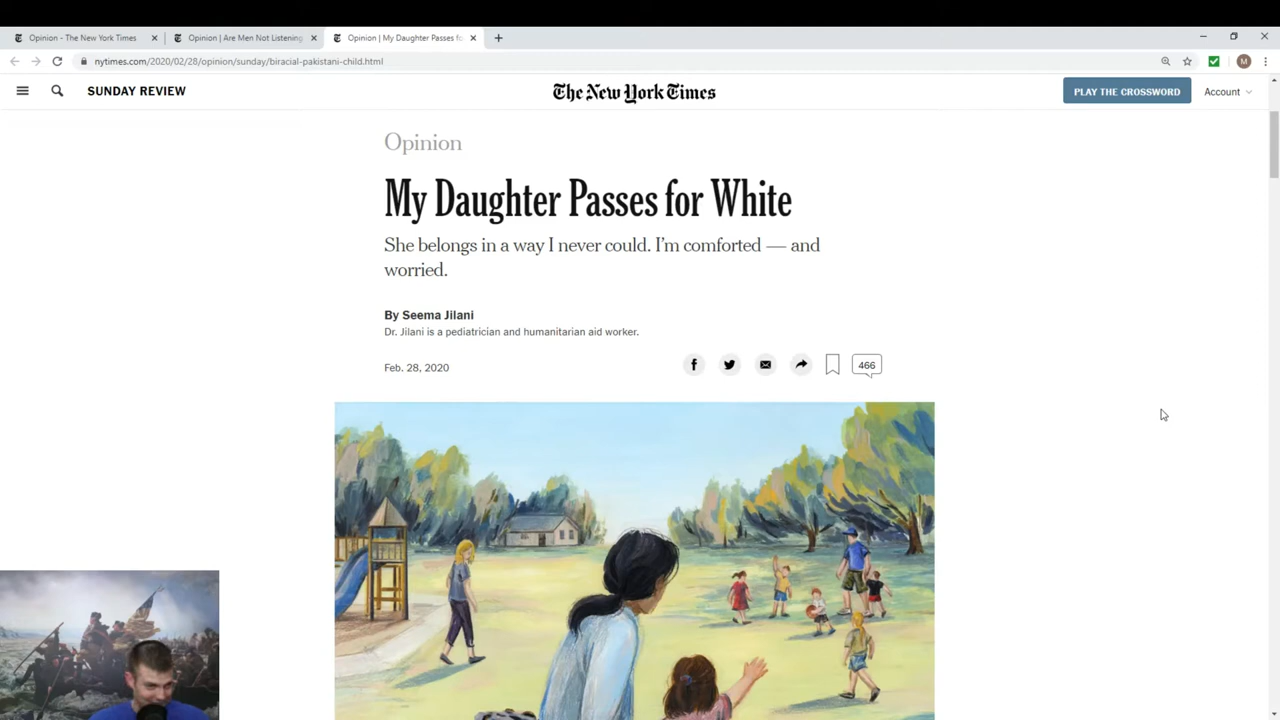 Opinion - The New York Times
Opinion | Are Men Not Listening
Opinion | My Daughter Passes fo
nytimes.com/2020/02/28/opinion/sunday/biracial-pakistani-child.html
M
SUNDAY REVIEW
The New York Times
PLAY THE CROSSWORD
Account
Opinion
My Daughter Passes for White
She belongs in a way I never could. I'm comforted — and
worried.
By Seema Jilani
Dr. Jilani is a pediatrician and humanitarian aid worker.
Feb. 28, 2020
466